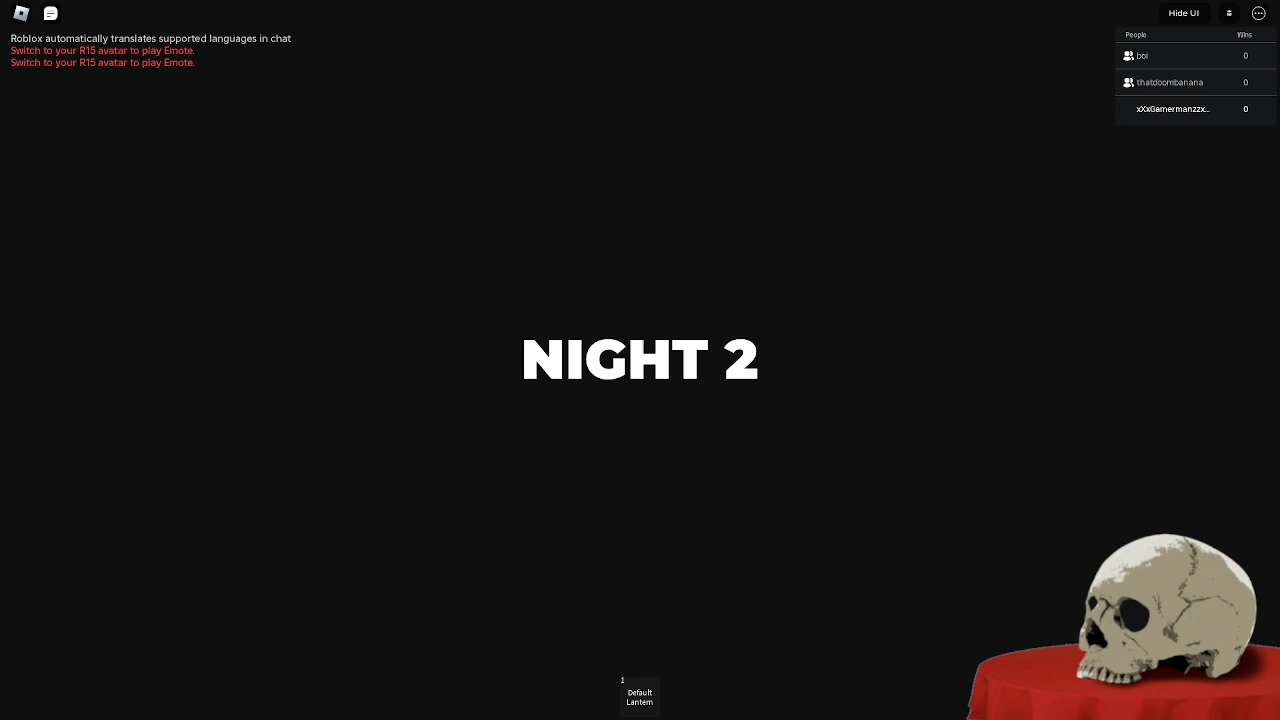 Hide UI
Roblox automatically translates supported languages in chat
Switch to your R15 avatar to play Emote.
Switch to your R15 avatar to play Emote.
People Wins
boi 0
thatdoombanana 0
xXxGamermanzzx... 0
NIGHT 2
1
Default
Lantern